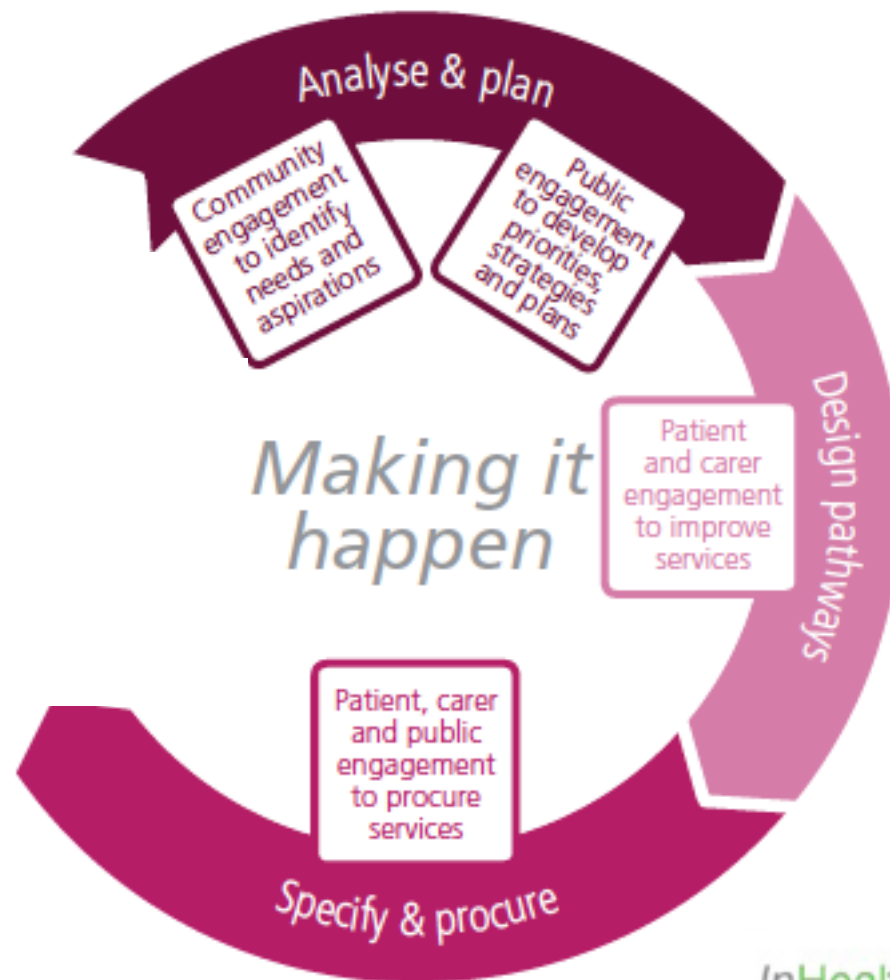 Analyse & plan
Community
engagement
to identify
needs and
aspirations
Public
engagement
to develop
priorities,
strategies
and plans
Design pathways
Patient
and carer
engagement
to improve
services
Making it
happen
Patient, carer
and public
engagement
to procure
services
Specify & procure